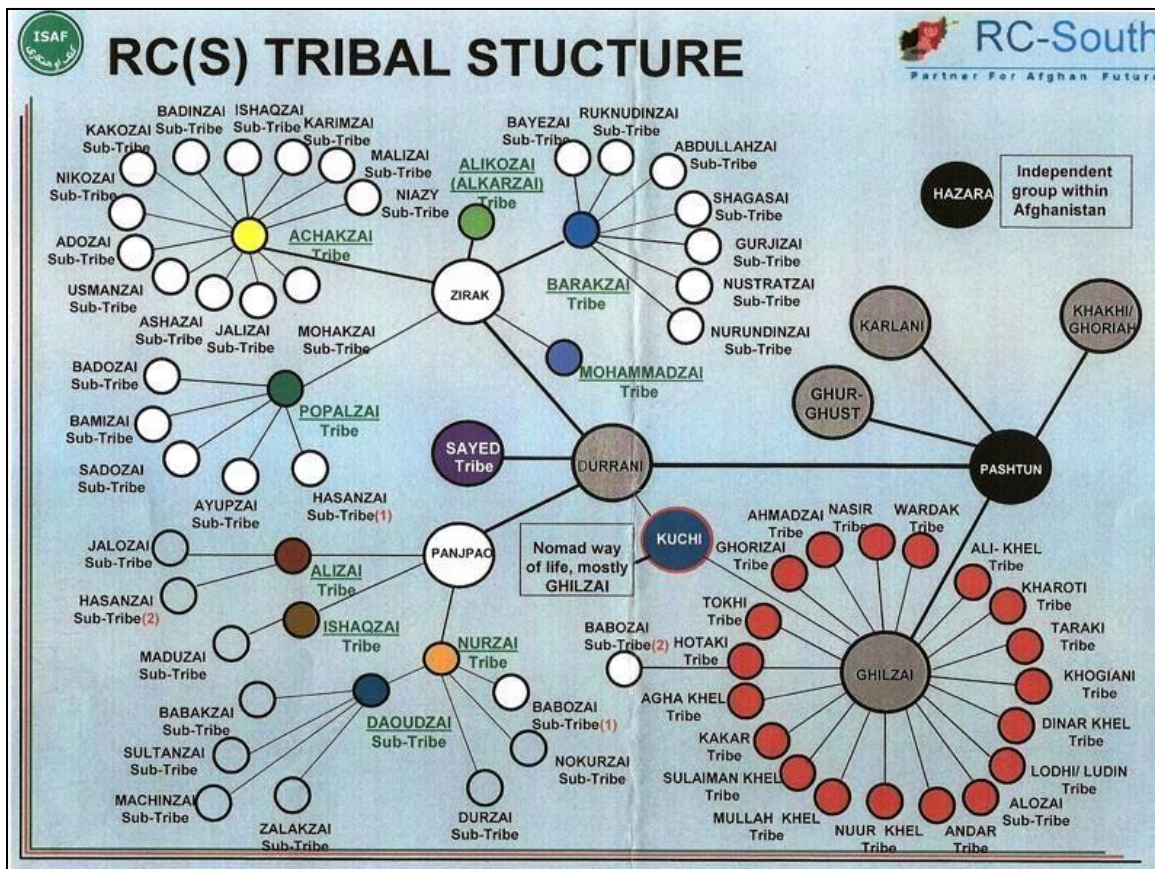 ISAF
RC(S) TRIBAL STUCTURE
RC-South
Partner For Afghan Future
BADINZAI
Sub-Tribe
ISHAQZAI
Sub-Tribe
KAKOZAI
Sub-Tribe
KARIMZAI
Sub-Tribe
MALIZAI
Sub-Tribe
NIAZY
Sub-Tribe
NIKOZAI
Sub-Tribe
ADOZAI
Sub-Tribe
USMANZAI
Sub-Tribe
ASHAZAI
Sub-Tribe
JALIZAI
Sub-Tribe
MOHAKZAI
Sub-Tribe
ACHAKZAI
Tribe
ALIKOZAI
(ALKARZAI)
Tribe
BAYEZAI
Sub-Tribe
RUKNUDINZAI
Sub-Tribe
ABDULLAHZAI
Sub-Tribe
SHAGASAI
Sub-Tribe
GURJIZAI
Sub-Tribe
NUSTRATZAI
Sub-Tribe
NURUNDINZAI
Sub-Tribe
BARAKZAI
Tribe
ZIRAK
MOHAMMADZAI
Tribe
HAZARA
Independent
group within
Afghanistan
KARLANI
KHAKHI/
GHORIAH
GHUR-
GHUST
PASHTUN
BADOZAI
Sub-Tribe
BAMIZAI
Sub-Tribe
SADOZAI
Sub-Tribe
AYUPZAI
Sub-Tribe
HASANZAI
Sub-Tribe(1)
POPALZAI
Tribe
SAYED
Tribe
DURRANI
KUCHI
Nomad way
of life, mostly
GHILZAI
PANJPAO
JALOZAI
Sub-Tribe
HASANZAI
Sub-Tribe(2)
ALIZAI
Tribe
ISHAQZAI
Tribe
MADUZAI
Sub-Tribe
NURZAI
Tribe
BABAKZAI
Sub-Tribe
SULTANZAI
Sub-Tribe
MACHINZAI
Sub-Tribe
ZALAKZAI
Sub-Tribe
DAOUDZAI
Sub-Tribe
BABOZAI
Sub-Tribe(1)
NOKURZAI
Sub-Tribe
DURZAI
Sub-Tribe
AHMADZAI
Tribe
NASIR
Tribe
WARDAK
Tribe
GHORIZAI
Tribe
ALI- KHEL
Tribe
KHAROTI
Tribe
TOKHI
Tribe
TARAKI
Tribe
BABOZAI
Sub-Tribe(2)
HOTAKI
Tribe
GHILZAI
KHOGIANI
Tribe
AGHA KHEL
Tribe
DINAR KHEL
Tribe
KAKAR
Tribe
LODHI/ LUDIN
Tribe
SULAIMAN KHEL
Tribe
ALOZAI
Sub-Tribe
MULLAH KHEL
Tribe
NUUR KHEL
Tribe
ANDAR
Tribe